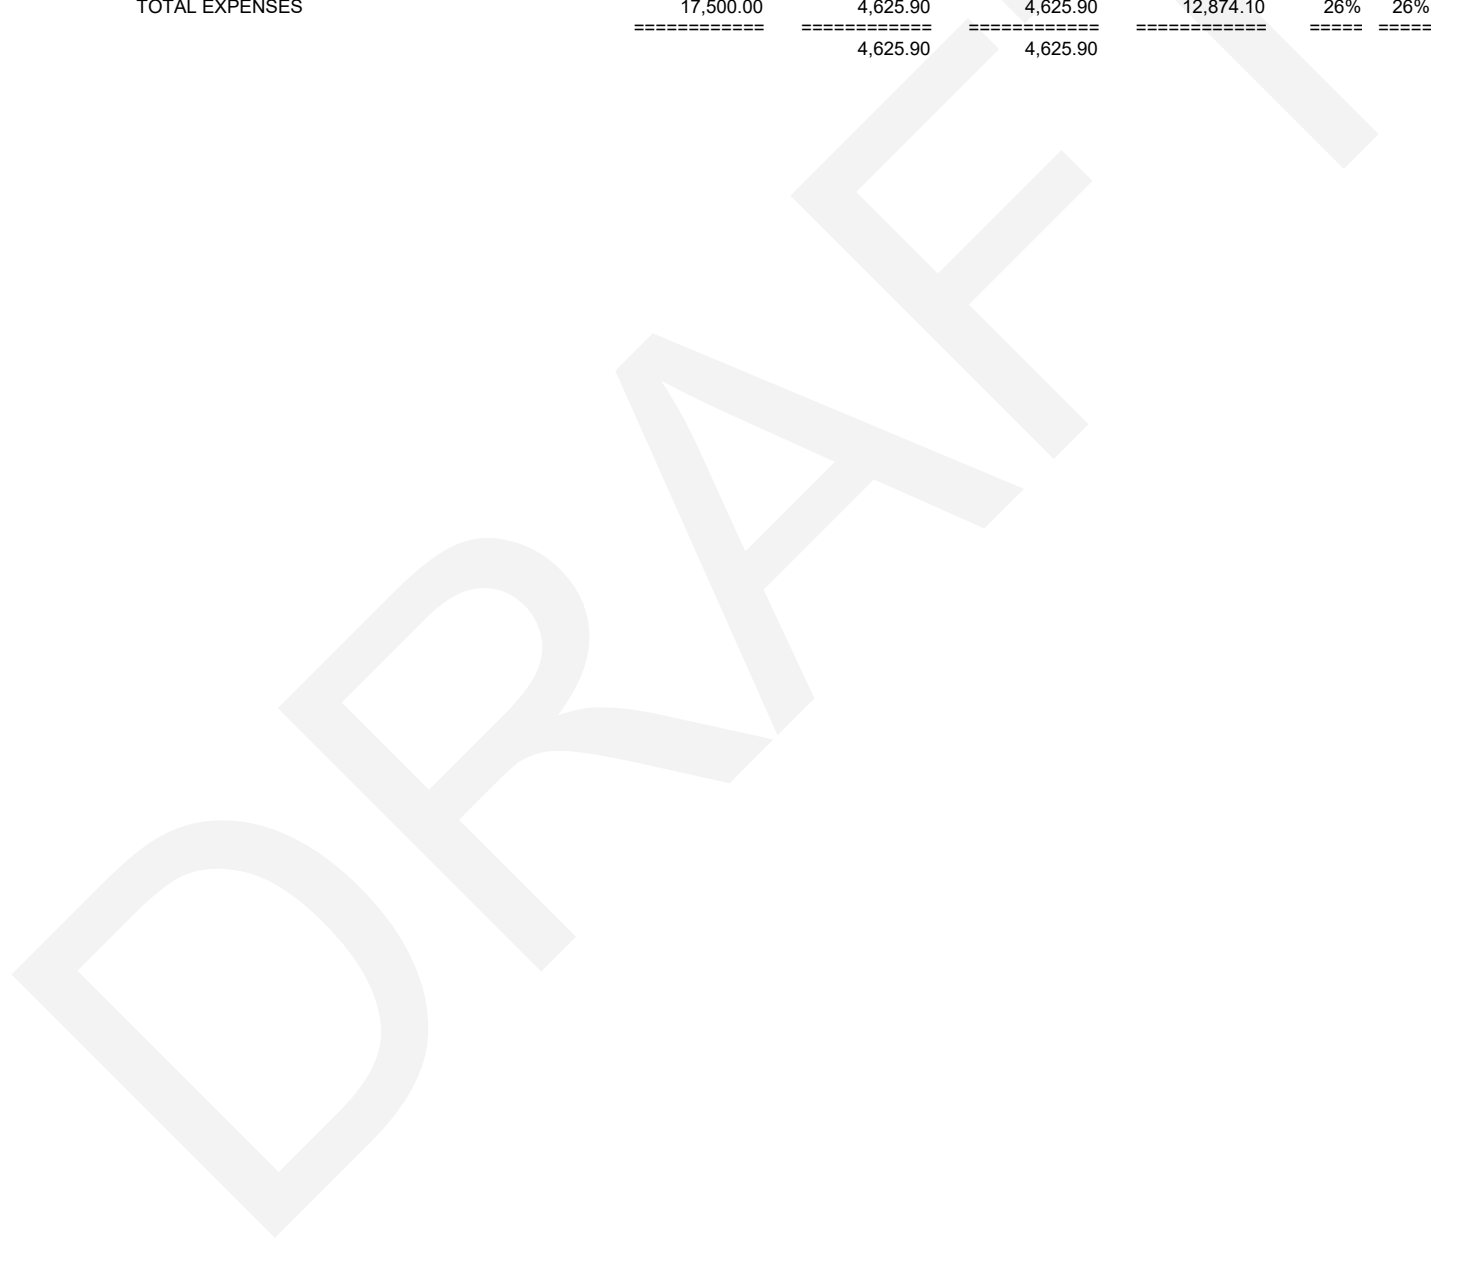 TOTAL EXPENSES 17,500.00 4,625.90 4,625.90 12,874.10 26% 26%
============ ============ ============ ============ ===== =====
4,625.90 4,625.90
DRAFT